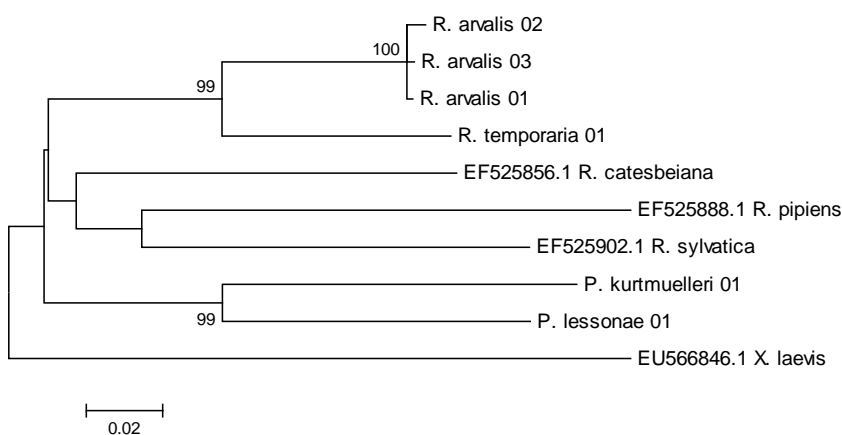 R. arvalis 02
100
R. arvalis 03
99
R. arvalis 01
R. temporaria 01
EF525856.1 R. catesbeiana
EF525888.1 R. pipiens
EF525902.1 R. sylvatica
P. kurtmuelleri 01
99
P. lessonae 01
EU566846.1 X. laevis
0.02